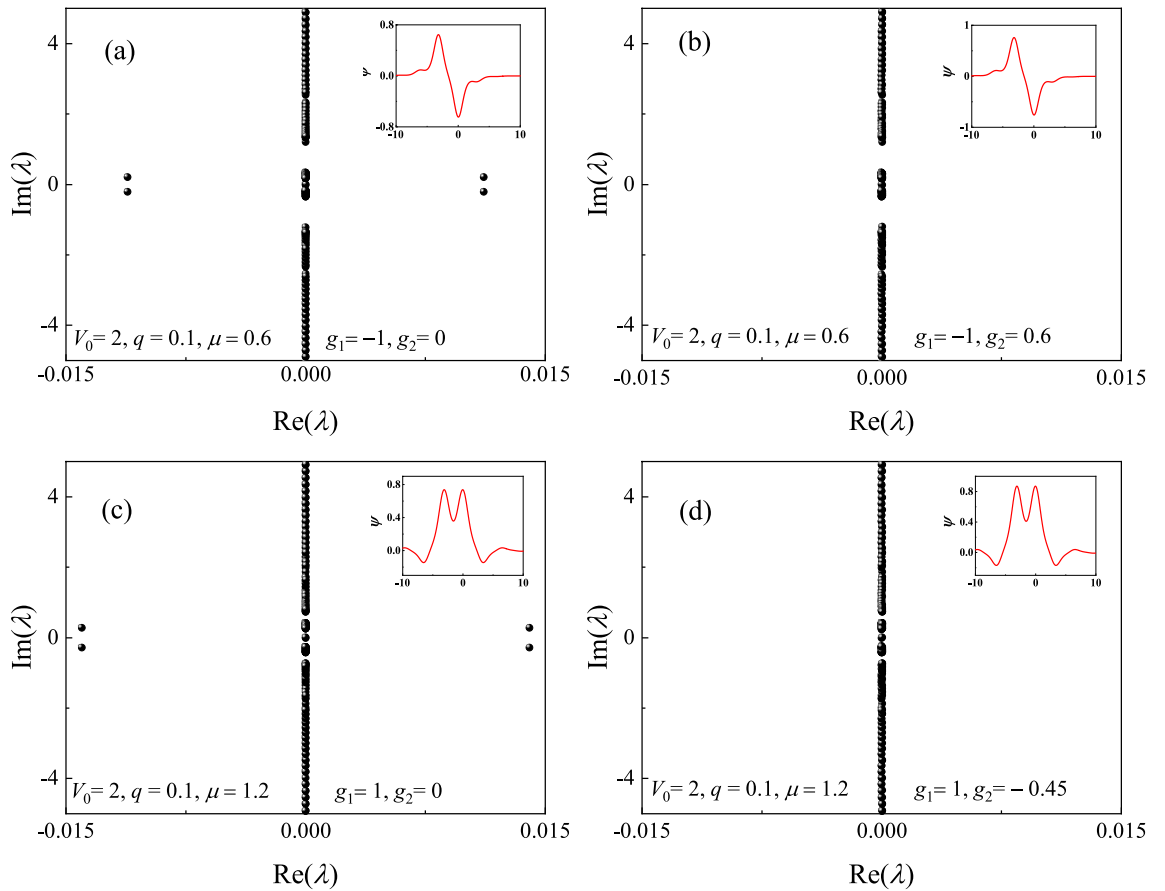 (a)
4
0
-4
Im(λ)
0.8
0.0
-0.8
ψ
-10
0
10
V₀= 2, q = 0.1, μ = 0.6
g₁= −1, g₂= 0
-0.015
0.000
0.015
Re(λ)
(b)
4
0
-4
Im(λ)
1
0
-1
ψ
-10
0
10
V₀= 2, q = 0.1, μ = 0.6
g₁= −1, g₂= 0.6
-0.015
0.000
0.015
Re(λ)
(c)
4
0
-4
Im(λ)
0.8
0.4
0.0
ψ
-10
0
10
V₀= 2, q = 0.1, μ = 1.2
g₁= 1, g₂= 0
-0.015
0.000
0.015
Re(λ)
(d)
4
0
-4
Im(λ)
0.8
0.4
0.0
ψ
-10
0
10
V₀= 2, q = 0.1, μ = 1.2
g₁= 1, g₂= − 0.45
-0.015
0.000
0.015
Re(λ)